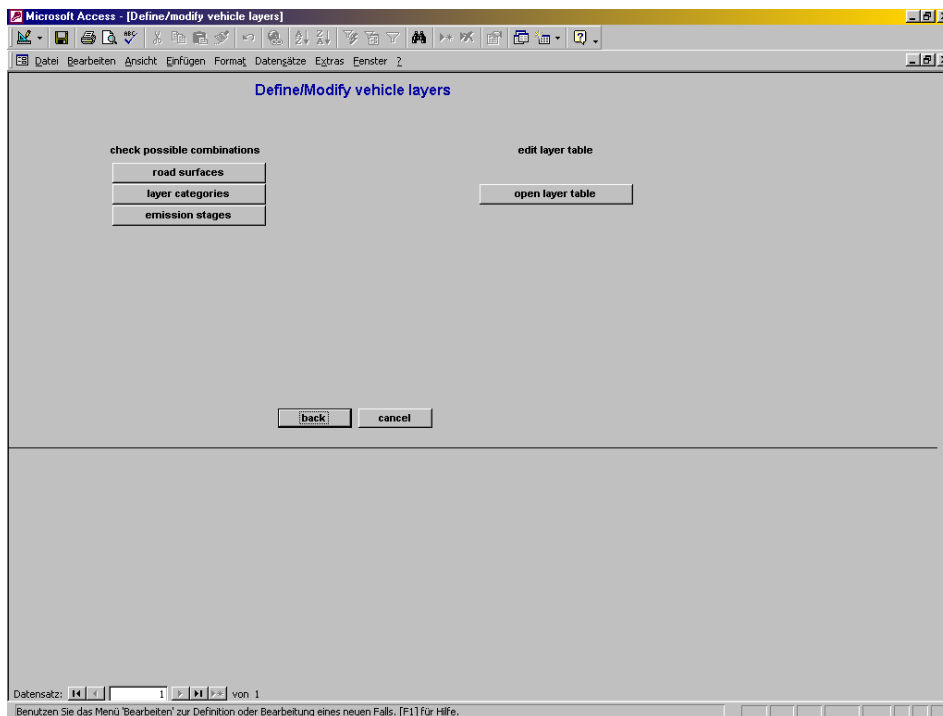 Microsoft Access - [Define/modify vehicle layers]
ABC
Datei Bearbeiten Ansicht Einfügen Format Datensätze Extras Fenster ?
Define/Modify vehicle layers
check possible combinations edit layer table
road surfaces
layer categories open layer table
emission stages
back cancel
Datensatz: 1 von 1
Benutzen Sie das Menü 'Bearbeiten' zur Definition oder Bearbeitung eines neuen Falls. [F1] für Hilfe.